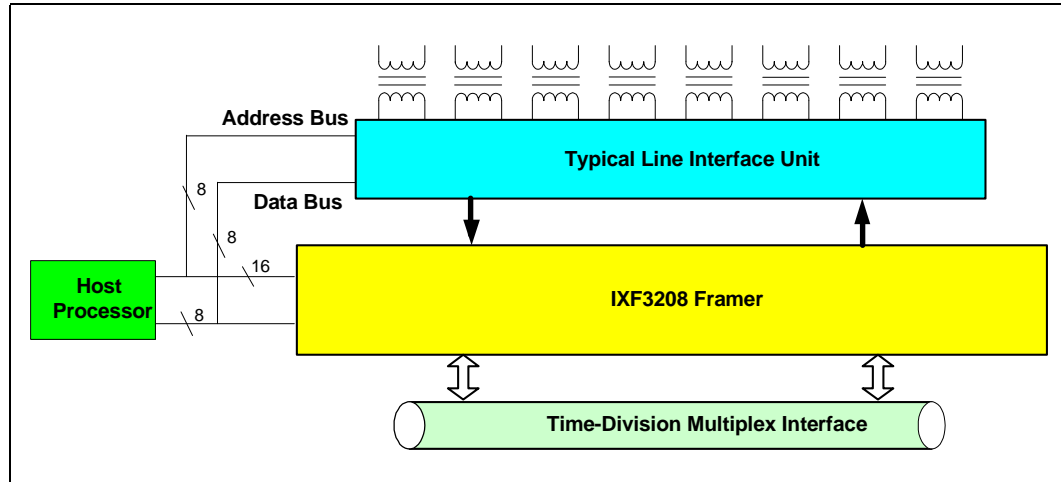 Address Bus
Typical Line Interface Unit
8
Data Bus
8
16
Host
Processor
IXF3208 Framer
8
Time-Division Multiplex Interface